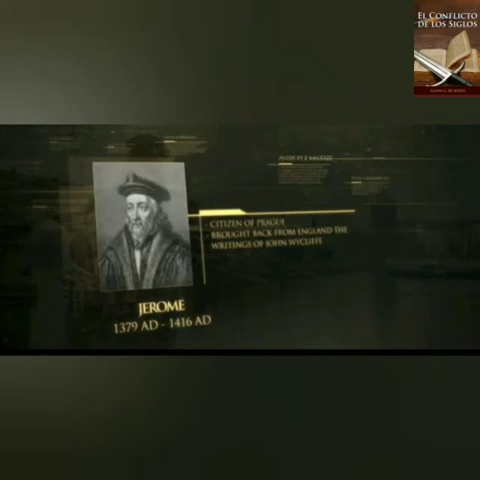 EL CONFLICTO
DE LOS SIGLOS
- CITIZEN OF PRAGUE
- BROUGHT BACK FROM ENGLAND THE
WRITINGS OF JOHN WYCLIFFE
JEROME
1379 AD - 1416 AD